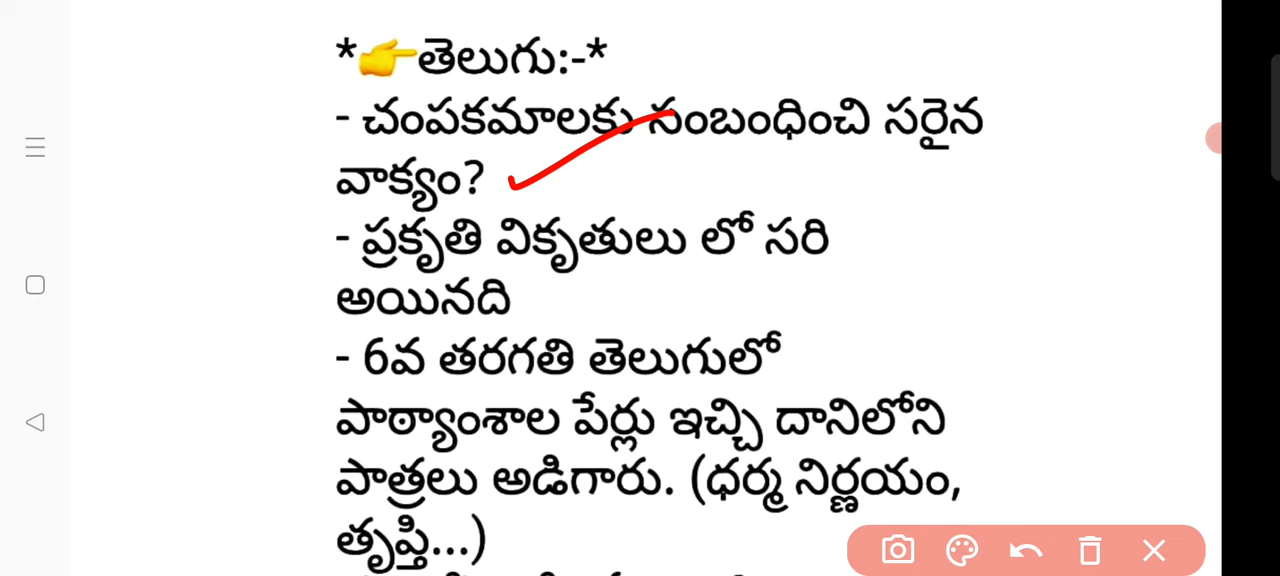 *👉తెలుగు:-*
- చంపకమాలకు సంబంధించి సరైన
వాక్యం?
- ప్రకృతి వికృతులు లో సరి
అయినది
- 6వ తరగతి తెలుగులో
పాఠ్యాంశాల పేర్లు ఇచ్చి దానిలోని
పాత్రలు అడిగారు. (ధర్మ నిర్ణయం,
తృప్తి...)